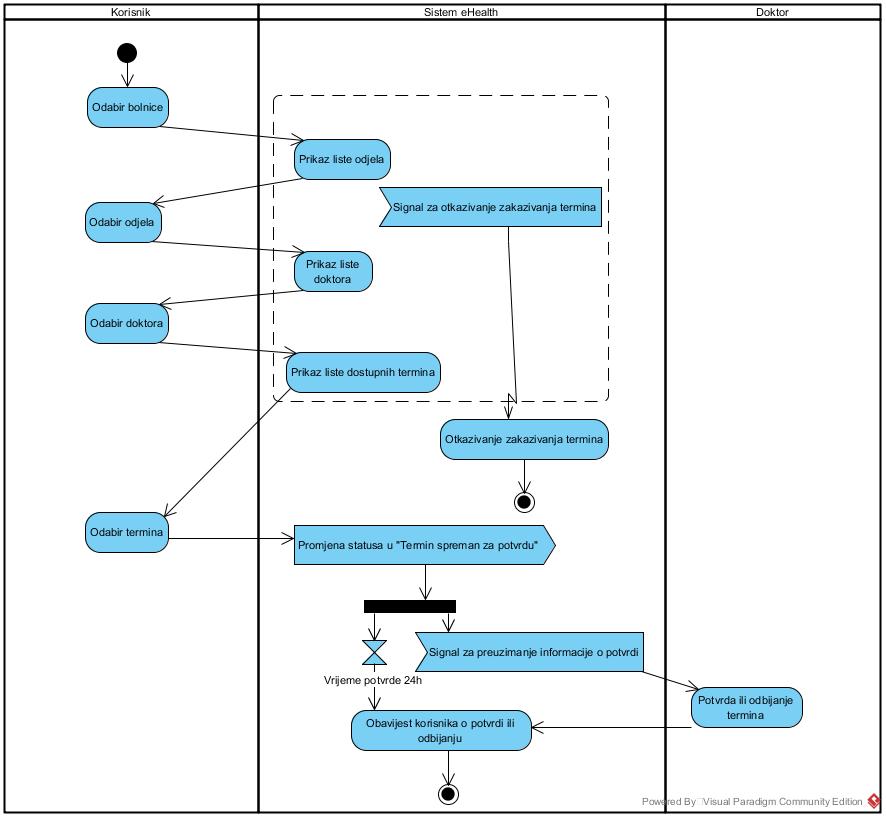 Korisnik
Sistem eHealth
Doktor
Odabir bolnice
Prikaz liste odjela
Signal za otkazivanje zakazivanja termina
Odabir odjela
Prikaz liste
doktora
Odabir doktora
Prikaz liste dostupnih termina
Otkazivanje zakazivanja termina
Odabir termina
Promjena statusa u "Termin spreman za potvrdu"
Signal za preuzimanje informacije o potvrdi
Vrijeme potvrde 24h
Potvrda ili odbijanje
termina
Obavijest korisnika o potvrdi ili
odbijanju
Powered By Visual Paradigm Community Edition